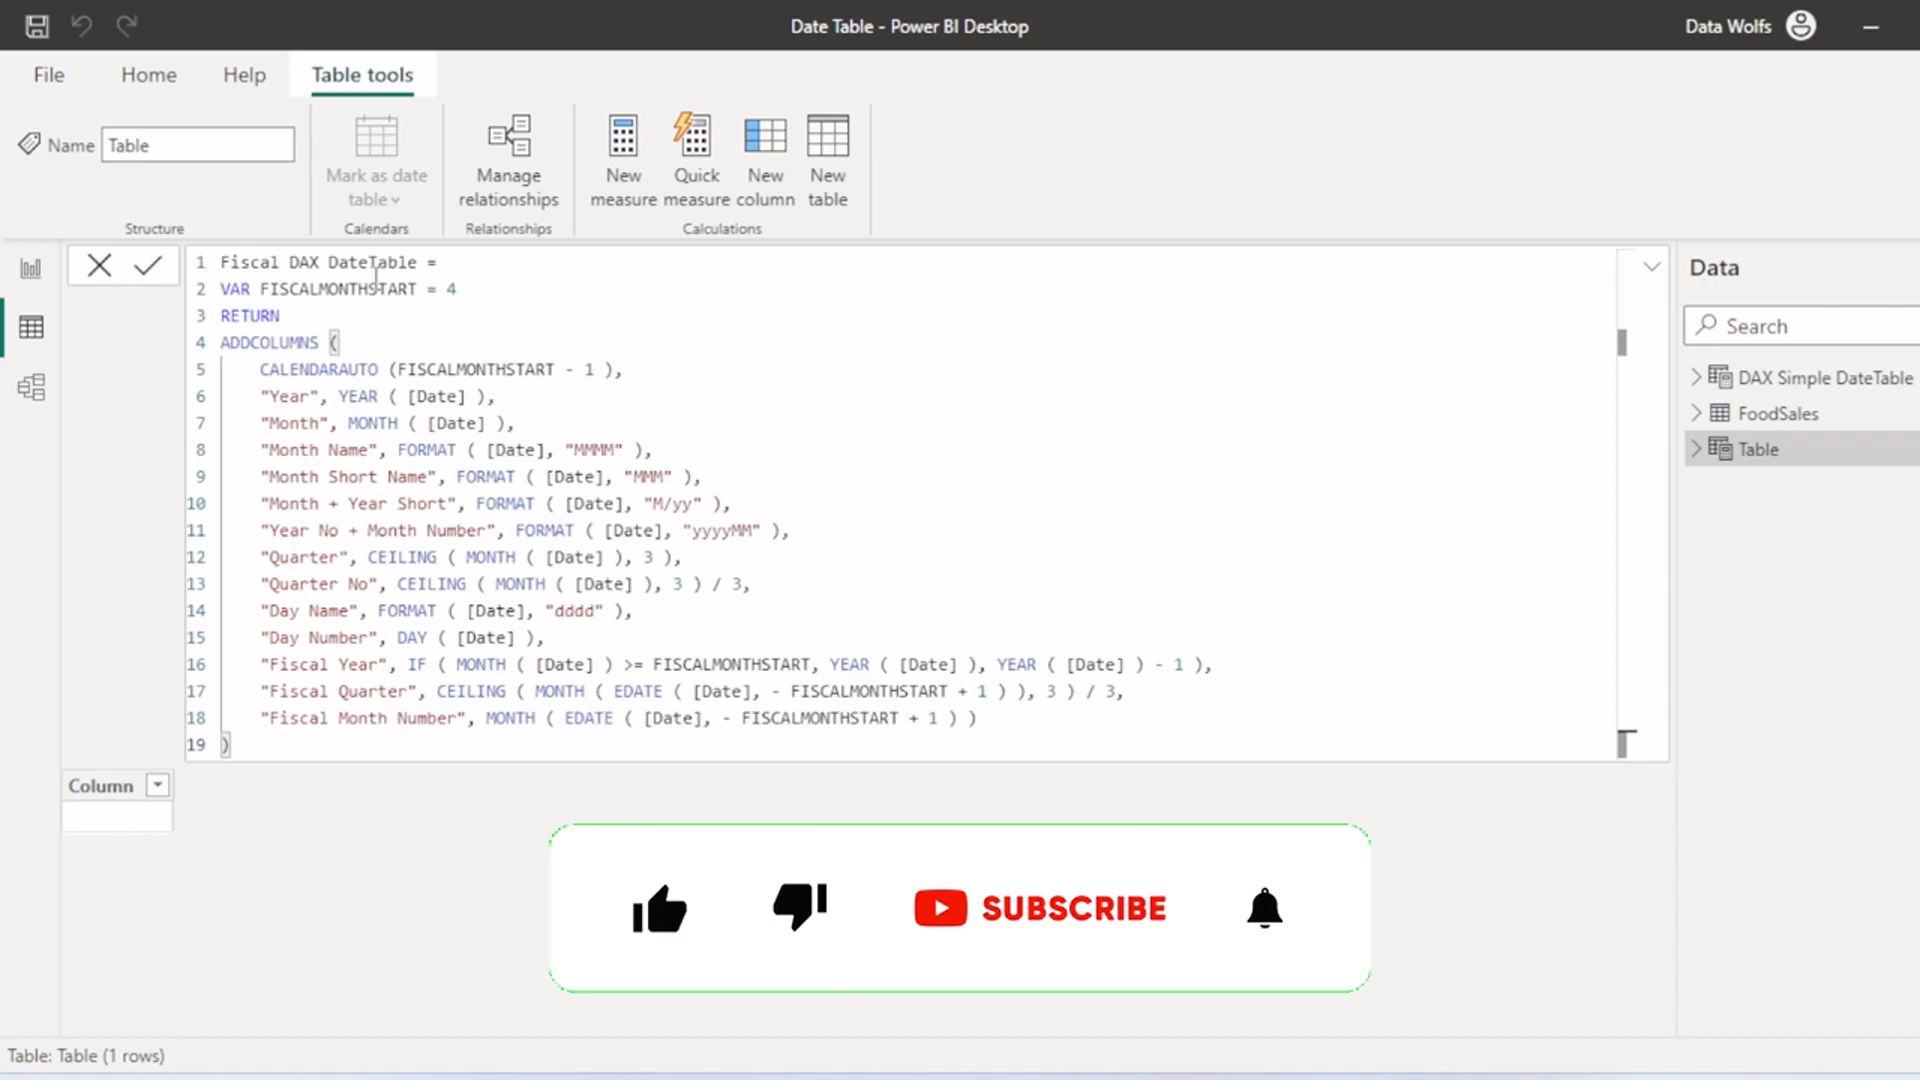 Date Table - Power BI Desktop
Data Wolfs
File Home Help Table tools
Name Table
Mark as date table
Manage relationships
New measure
Quick measure
New column
New table
Structure Calendars Relationships Calculations
1 Fiscal DAX DateTable =
2 VAR FISCALMONTHSTART = 4
3 RETURN
4 ADDCOLUMNS (
5 CALENDARAUTO (FISCALMONTHSTART - 1 ),
6 "Year", YEAR ( [Date] ),
7 "Month", MONTH ( [Date] ),
8 "Month Name", FORMAT ( [Date], "MMMM" ),
9 "Month Short Name", FORMAT ( [Date], "MMM" ),
10 "Month + Year Short", FORMAT ( [Date], "M/yy" ),
11 "Year No + Month Number", FORMAT ( [Date], "yyyyMM" ),
12 "Quarter", CEILING ( MONTH ( [Date] ), 3 ),
13 "Quarter No", CEILING ( MONTH ( [Date] ), 3 ) / 3,
14 "Day Name", FORMAT ( [Date], "dddd" ),
15 "Day Number", DAY ( [Date] ),
16 "Fiscal Year", IF ( MONTH ( [Date] ) >= FISCALMONTHSTART, YEAR ( [Date] ), YEAR ( [Date] ) - 1 ),
17 "Fiscal Quarter", CEILING ( MONTH ( EDATE ( [Date], - FISCALMONTHSTART + 1 ) ), 3 ) / 3,
18 "Fiscal Month Number", MONTH ( EDATE ( [Date], - FISCALMONTHSTART + 1 ) )
19 )
Data
Search
DAX Simple DateTable
FoodSales
Table
Column
SUBSCRIBE
Table: Table (1 rows)